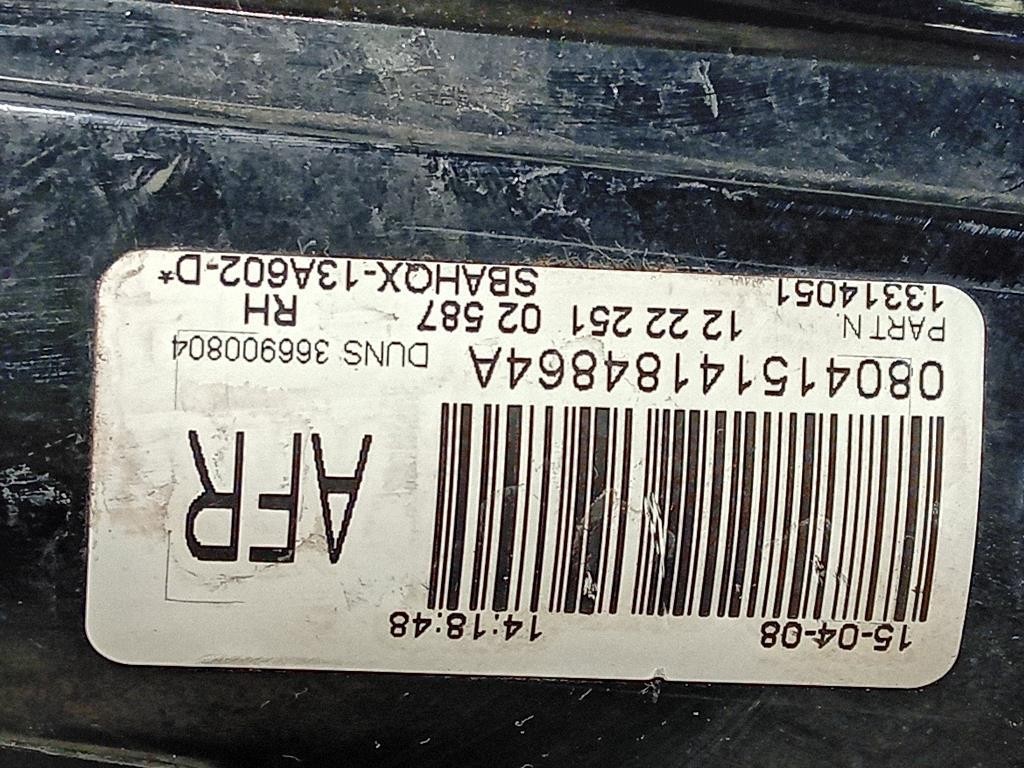 15-04-08 14:18:48
AFR
08041514184864A DUNS 366900804
PART N. 12 22 251 02 587 RH
13314051 SBAHQX-13A602-D*